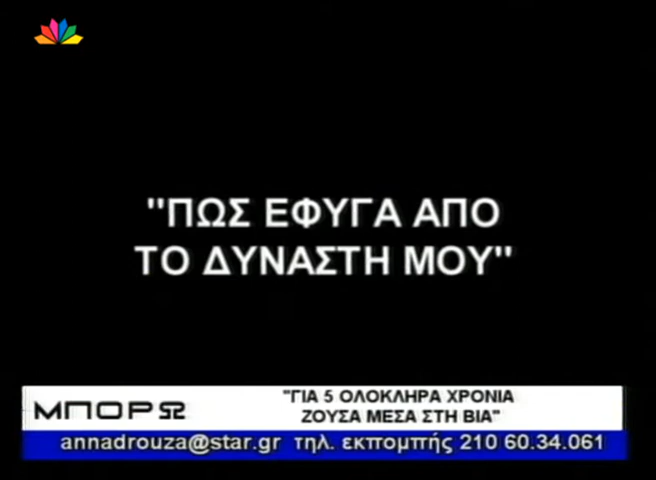 "ΠΩΣ ΕΦΥΓΑ ΑΠΟ
ΤΟ ΔΥΝΑΣΤΗ ΜΟΥ"
ΜΠΟΡΩ
"ΓΙΑ 5 ΟΛΟΚΛΗΡΑ ΧΡΟΝΙΑ
ΖΟΥΣΑ ΜΕΣΑ ΣΤΗ ΒΙΑ"
annadrouza@star.gr τηλ. εκπομπής 210 60.34.061